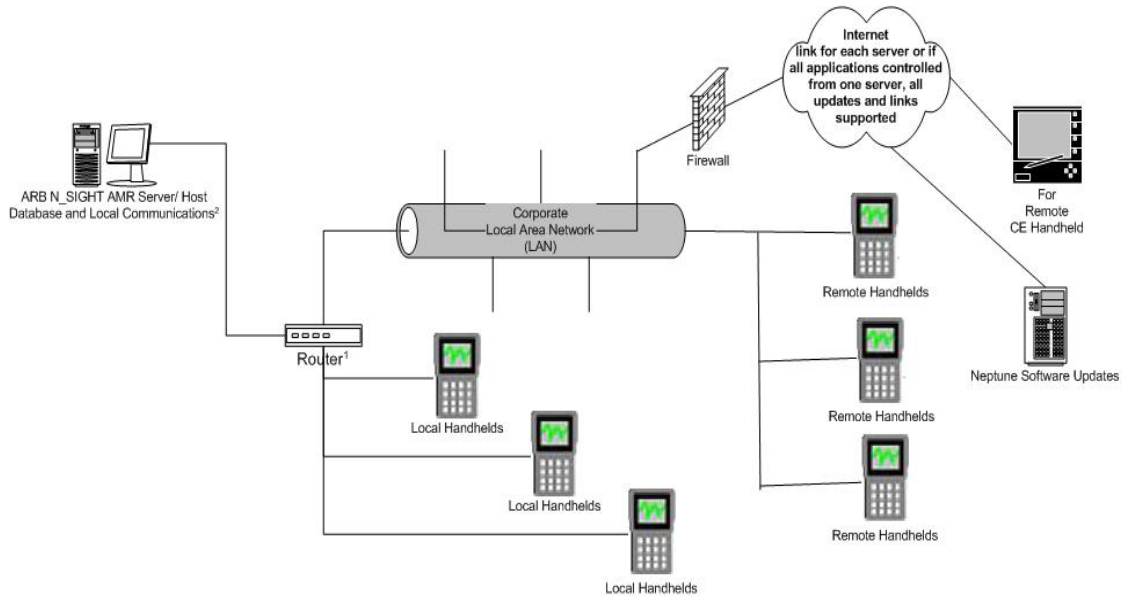 Internet
link for each server or if
all applications controlled
from one server, all
updates and links
supported
Firewall
ARB N_SIGHT AMR Server/ Host
Database and Local Communications²
For
Remote
CE Handheld
Corporate
Local Area Network
(LAN)
Remote Handhelds
Router¹
Neptune Software Updates
Local Handhelds
Remote Handhelds
Local Handhelds
Remote Handhelds
Local Handhelds